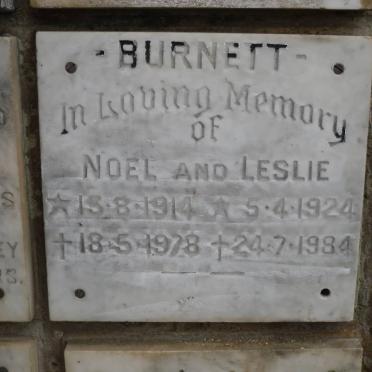 - BURNETT -
In Loving Memory
of
NOEL AND LESLIE
☆ 15·8·1914 ☆ 5·4·1924
† 18·5·1978 † 24·7·1984